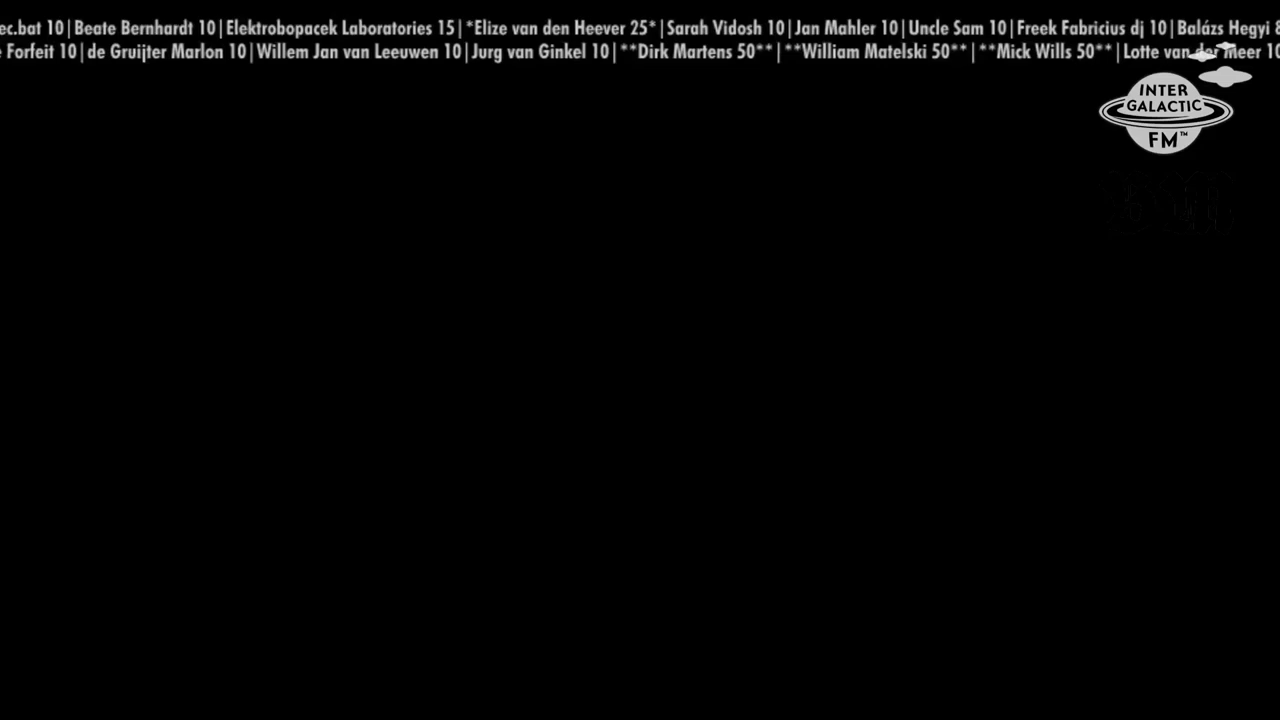 ec.bat 10|Beate Bernhardt 10|Elektrobopacek Laboratories 15|*Elize van den Heever 25*|Sarah Vidosh 10|Jan Mahler 10|Uncle Sam 10|Freek Fabricius dj 10|Balázs Hegyi
Forfeit 10|de Gruijter Marlon 10|Willem Jan van Leeuwen 10|Jurg van Ginkel 10|**Dirk Martens 50**|**William Matelski 50**|**Mick Wills 50**|Lotte van der Meer 10
INTER
GALACTIC
FM™